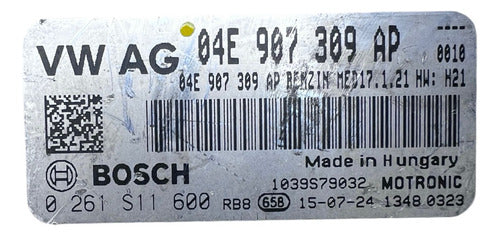 VW AG 04E 907 309 AP ----
0010
04E 907 309 AP BENZIN MED17.1.21 HW: H21
BOSCH
Made in Hungary
1039S79032 MOTRONIC
0 261 S11 600 RB8 65B 15-07-24 1348 0323